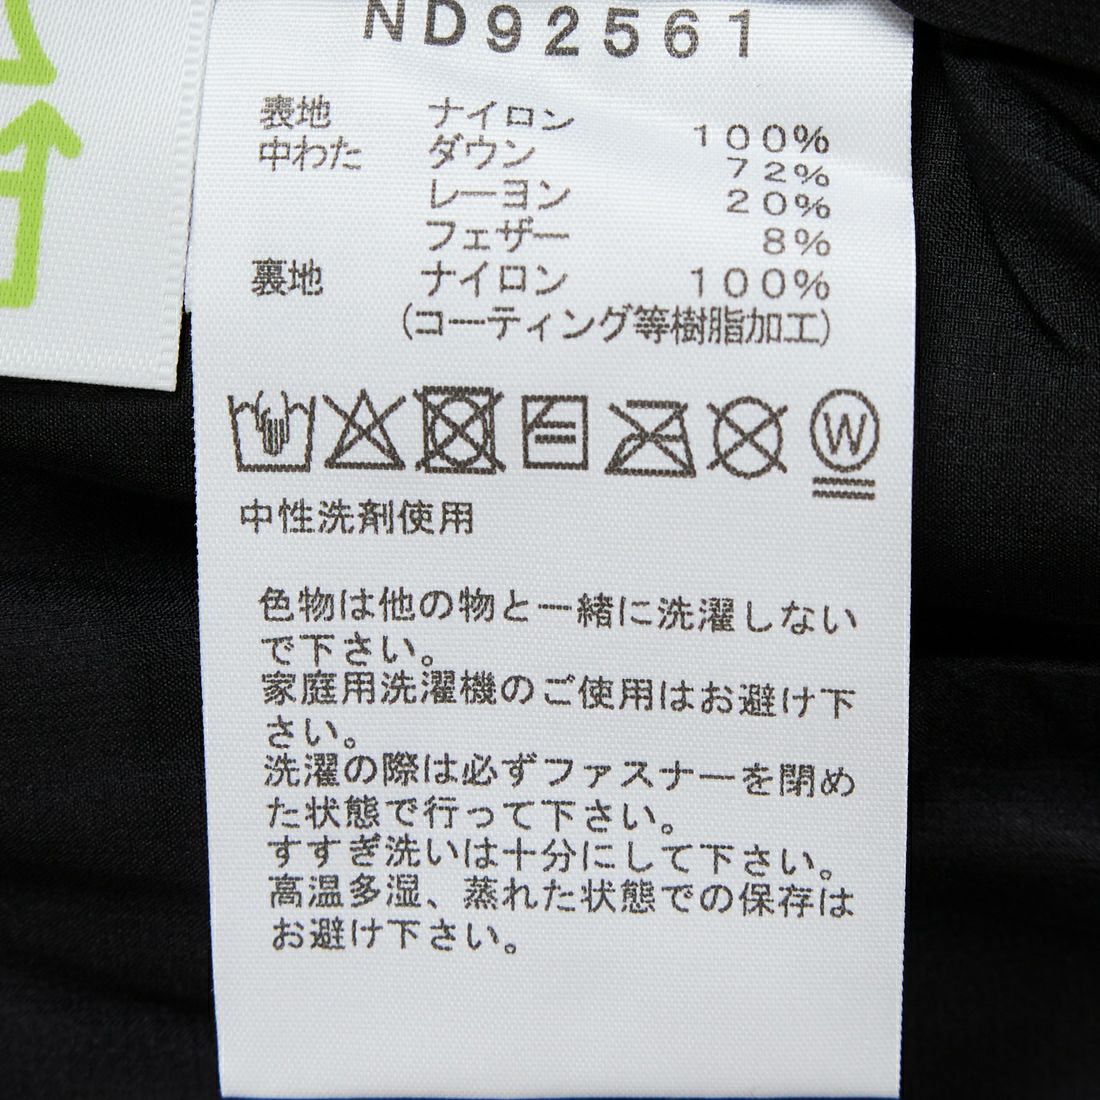 ND92561
表地 ナイロン 100%
中わた ダウン 72%
レーヨン 20%
フェザー 8%
裏地 ナイロン 100%
(コーティング等樹脂加工)
W
中性洗剤使用
色物は他の物と一緒に洗濯しない
で下さい。
家庭用洗濯機のご使用はお避け下
さい。
洗濯の際は必ずファスナーを閉め
た状態で行って下さい。
すすぎ洗いは十分にして下さい。
高温多湿、蒸れた状態での保存は
お避け下さい。